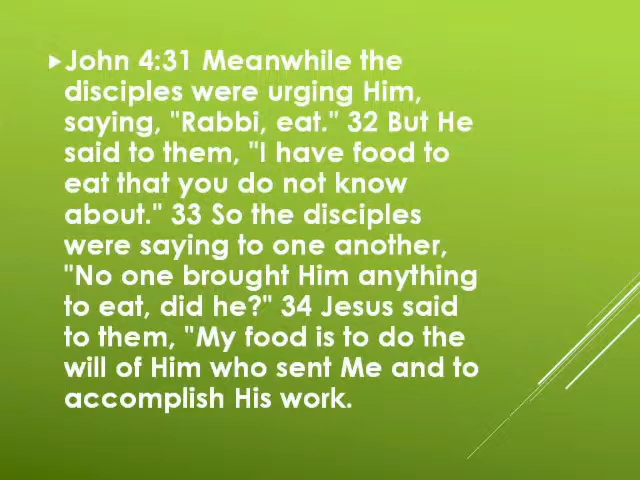 John 4:31 Meanwhile the
disciples were urging Him,
saying, "Rabbi, eat." 32 But He
said to them, "I have food to
eat that you do not know
about." 33 So the disciples
were saying to one another,
"No one brought Him anything
to eat, did he?" 34 Jesus said
to them, "My food is to do the
will of Him who sent Me and to
accomplish His work.